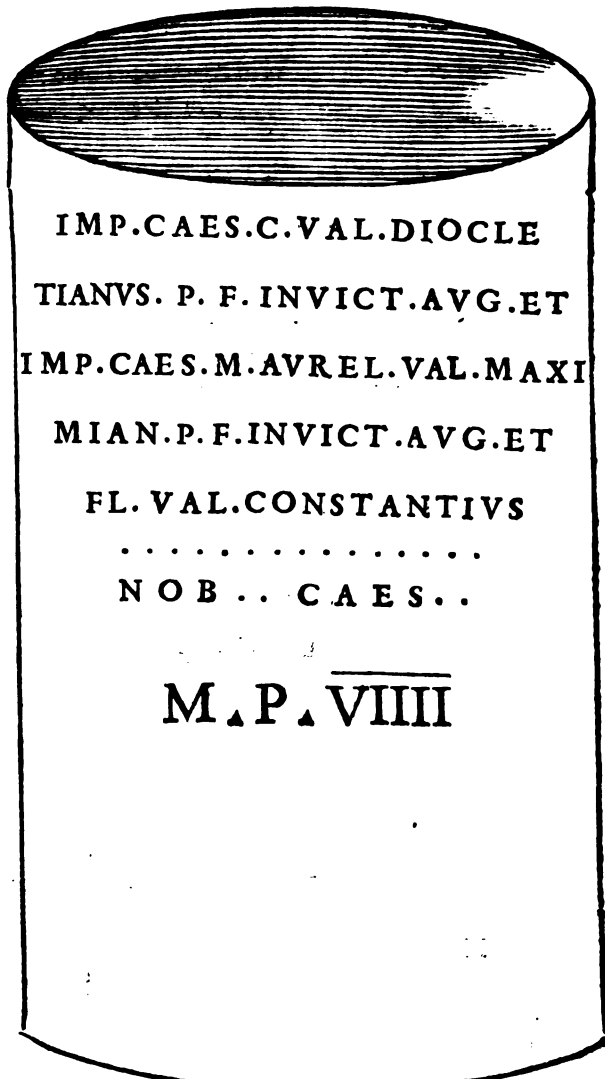 IMP.CAES.C.VAL.DIOCLE
TIANVS. P. F. INVICT.AVG.ET
IMP.CAES.M.AVREL.VAL.MAXI
MIAN.P.F.INVICT.AVG.ET
FL. VAL.CONSTANTIVS
. . . . . . . . . . . . . . .
NOB .. CAES..
M▴P▴V̅I̅I̅I̅I̅